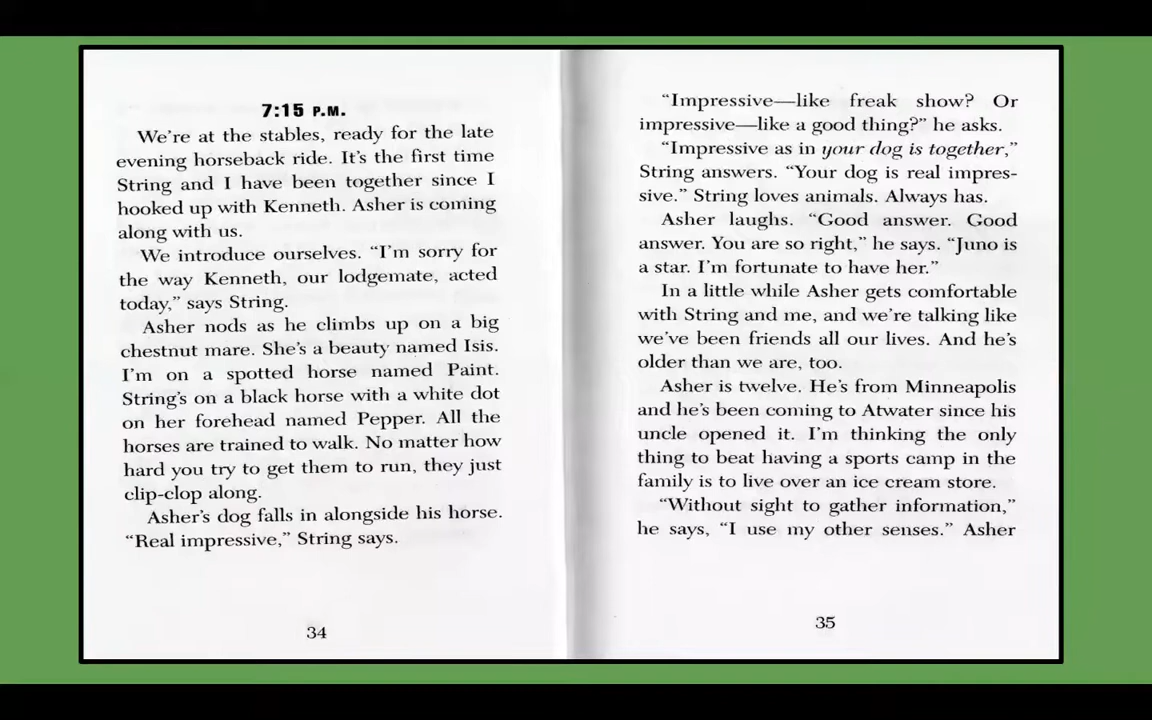 7:15 P.M.
We're at the stables, ready for the late
evening horseback ride. It's the first time
String and I have been together since I
hooked up with Kenneth. Asher is coming
along with us.
We introduce ourselves. “I'm sorry for
the way Kenneth, our lodgemate, acted
today,” says String.
Asher nods as he climbs up on a big
chestnut mare. She's a beauty named Isis.
I'm on a spotted horse named Paint.
String's on a black horse with a white dot
on her forehead named Pepper. All the
horses are trained to walk. No matter how
hard you try to get them to run, they just
clip-clop along.
Asher's dog falls in alongside his horse.
“Real impressive,” String says.
34
“Impressive—like freak show? Or
impressive—like a good thing?” he asks.
“Impressive as in your dog is together,”
String answers. “Your dog is real impres-
sive.” String loves animals. Always has.
Asher laughs. “Good answer. Good
answer. You are so right,” he says. “Juno is
a star. I'm fortunate to have her.”
In a little while Asher gets comfortable
with String and me, and we're talking like
we've been friends all our lives. And he's
older than we are, too.
Asher is twelve. He's from Minneapolis
and he's been coming to Atwater since his
uncle opened it. I'm thinking the only
thing to beat having a sports camp in the
family is to live over an ice cream store.
“Without sight to gather information,”
he says, “I use my other senses.” Asher
35